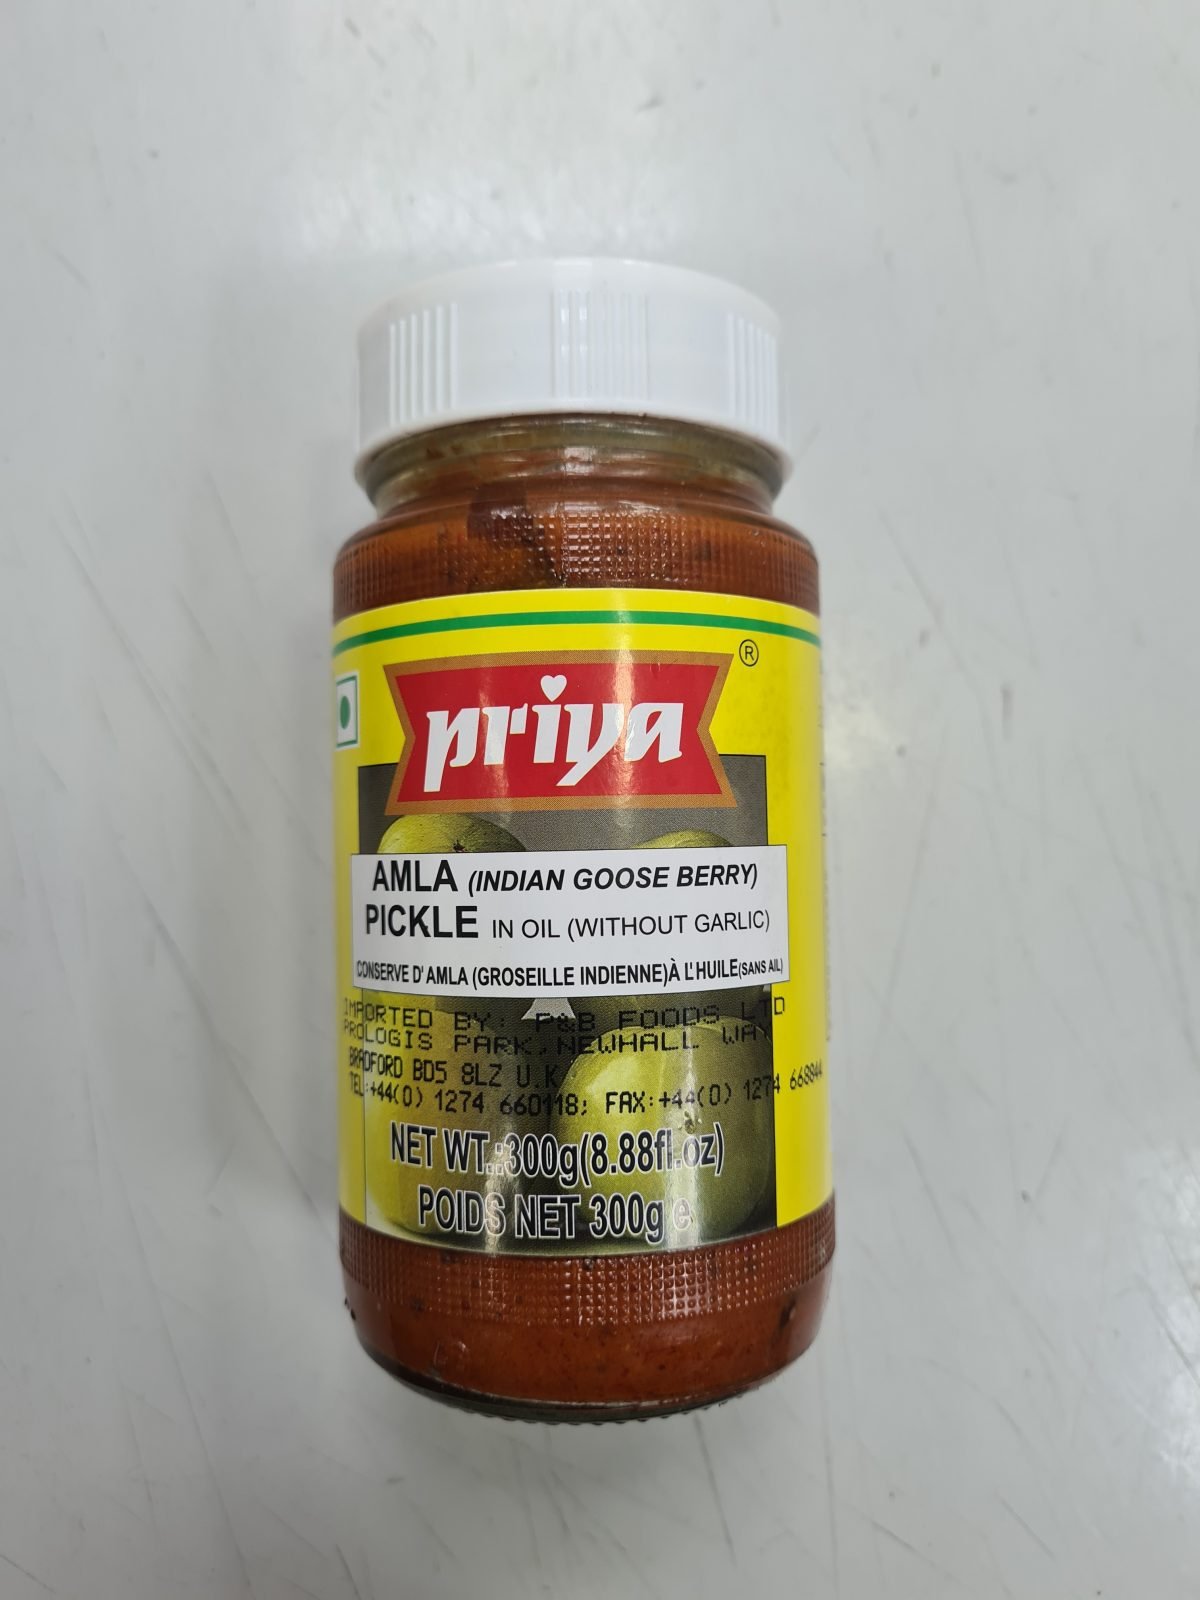 priya ®
AMLA (INDIAN GOOSE BERRY)
PICKLE IN OIL (WITHOUT GARLIC)
CONSERVE D'AMLA (GROSEILLE INDIENNE)À L'HUILE(SANS AIL)
IMPORTED BY: P&B FOODS LTD
PROLOGIS PARK,NEWHALL WAY
BRADFORD BD5 8LZ U.K
TEL:+44(0) 1274 660118; FAX:+44(0) 1274 668844
NET WT.:300g(8.88fl.oz)
POIDS NET 300g e